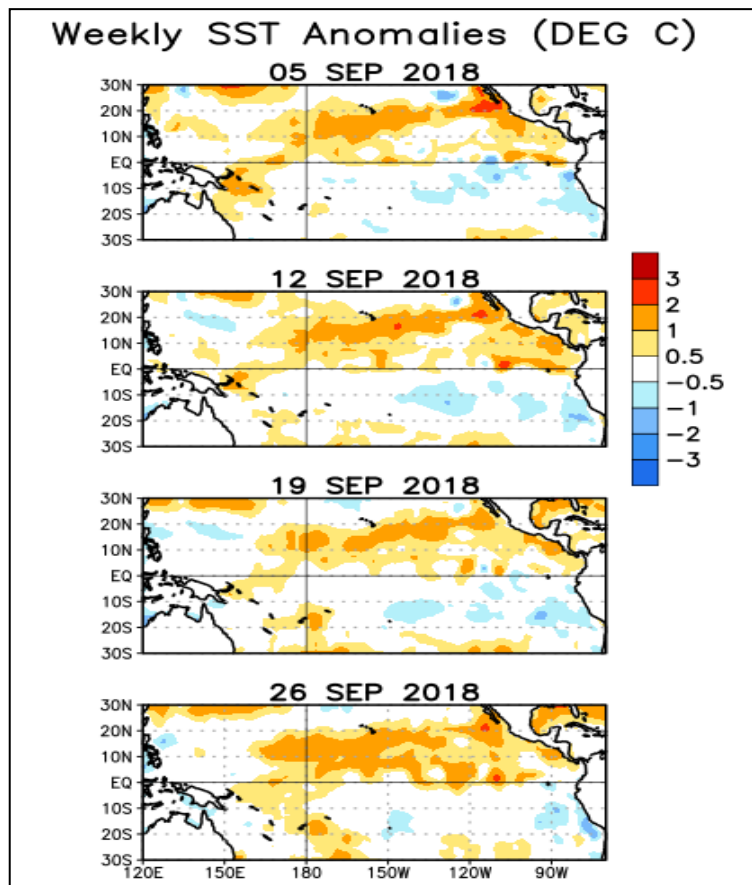 Weekly SST Anomalies (DEG C)
05 SEP 2018
30N
20N
10N
EQ
10S
20S
30S
12 SEP 2018
30N
20N
10N
EQ
10S
20S
30S
3
2
1
0.5
-0.5
-1
-2
-3
19 SEP 2018
30N
20N
10N
EQ
10S
20S
30S
26 SEP 2018
30N
20N
10N
EQ
10S
20S
30S
120E 150E 180 150W 120W 90W